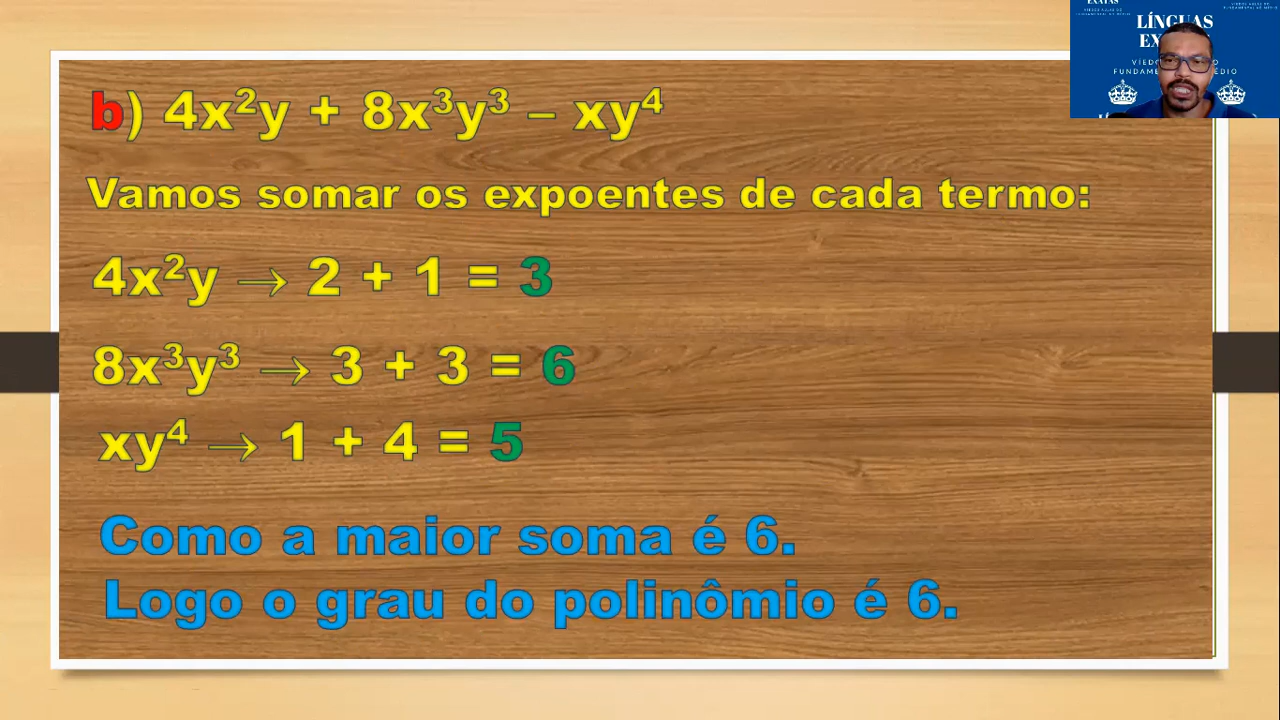 EXATAS
LÍNGUAS
b) 4x²y + 8x³y³ – xy⁴
Vamos somar os expoentes de cada termo:
4x²y → 2 + 1 = 3
8x³y³ → 3 + 3 = 6
xy⁴ → 1 + 4 = 5
Como a maior soma é 6.
Logo o grau do polinômio é 6.